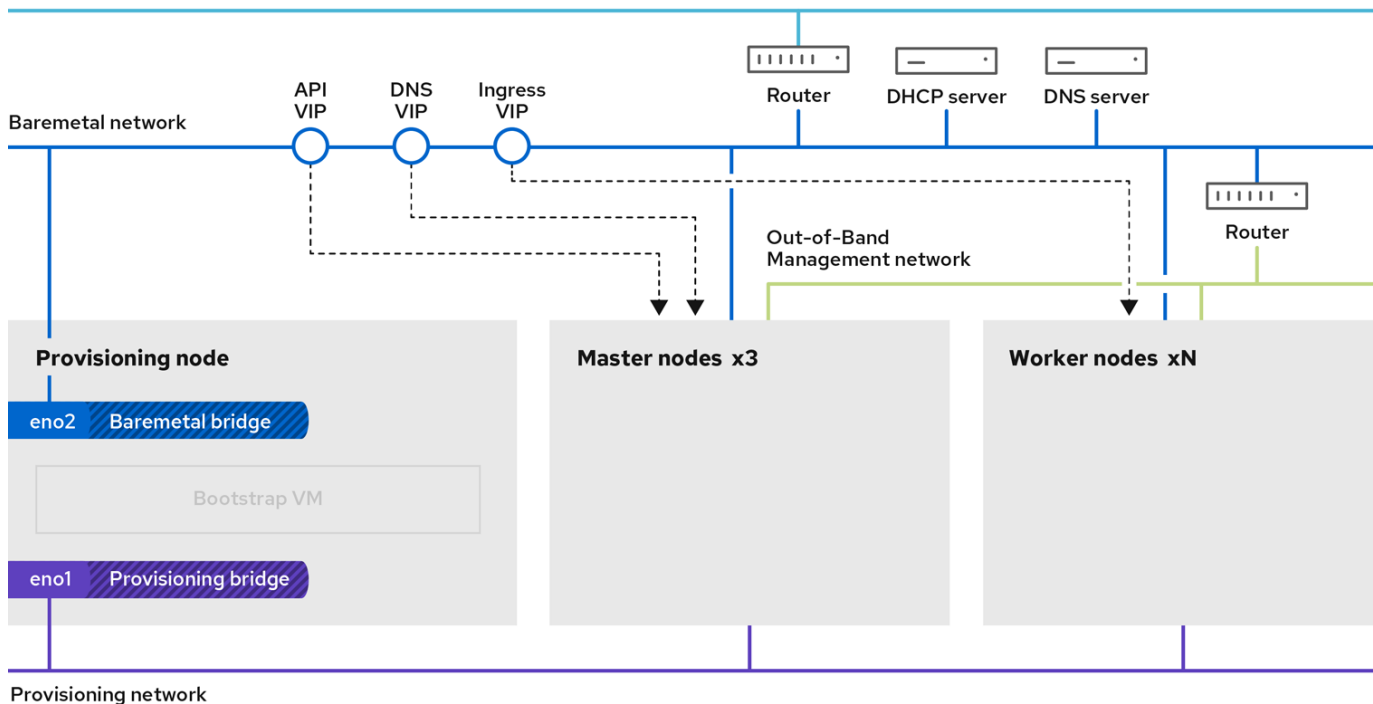 API
VIP
DNS
VIP
Ingress
VIP
Router
DHCP server
DNS server
Baremetal network
Router
Out-of-Band
Management network
Provisioning node
Master nodes x3
Worker nodes xN
eno2
Baremetal bridge
Bootstrap VM
eno1
Provisioning bridge
Provisioning network